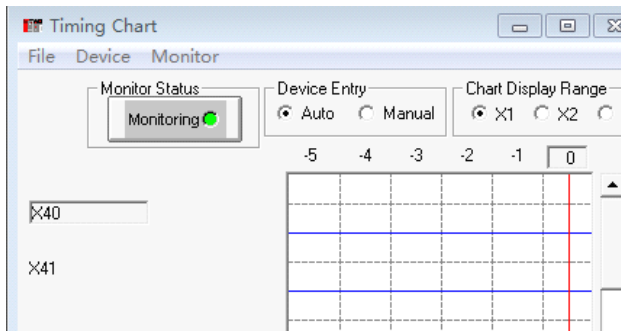 Timing Chart
File Device Monitor
Monitor Status
Monitoring
Device Entry
Auto Manual
Chart Display Range
X1 X2
-5 -4 -3 -2 -1 0
X40
X41